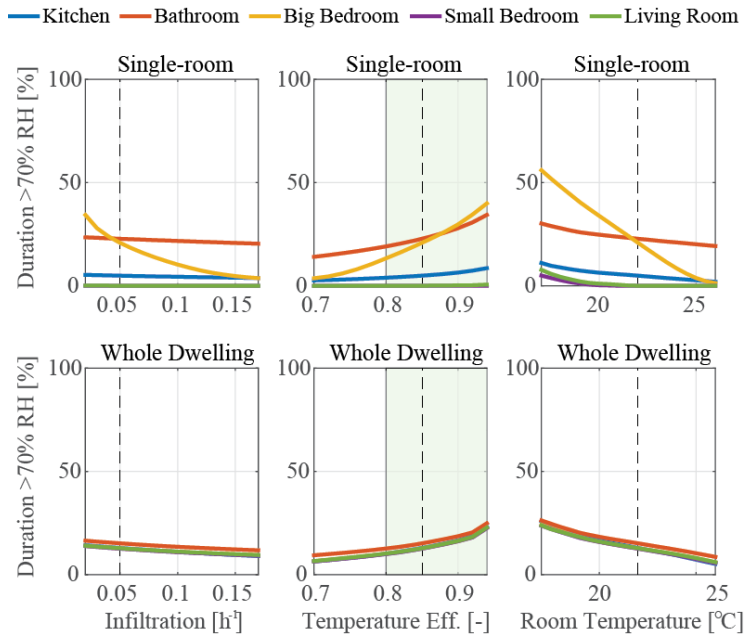 Kitchen Bathroom Big Bedroom Small Bedroom Living Room
Single-room Single-room Single-room
Duration >70% RH [%]
100 100 100
50 50 50
0 0 0
0.05 0.1 0.15 0.7 0.8 0.9 20 25
Whole Dwelling Whole Dwelling Whole Dwelling
Duration >70% RH [%]
100 100 100
50 50 50
0 0 0
0.05 0.1 0.15 0.7 0.8 0.9 20 25
Infiltration [h⁻¹] Temperature Eff. [-] Room Temperature [°C]